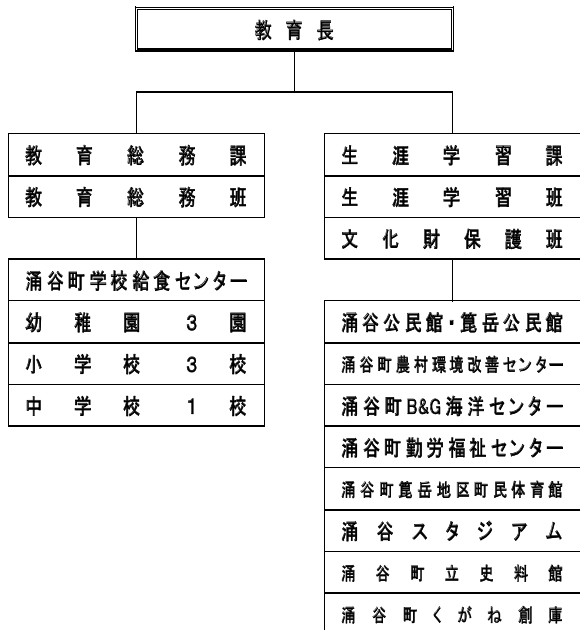 教育長
教育総務課
教育総務班
涌谷町学校給食センター
幼稚園3園
小学校3校
中学校1校
生涯学習課
生涯学習班
文化財保護班
涌谷公民館・箟岳公民館
涌谷町農村環境改善センター
涌谷町B&G海洋センター
涌谷町勤労福祉センター
涌谷町箟岳地区町民体育館
涌谷スタジアム
涌谷町立史料館
涌谷町くがね創庫